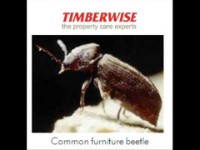 TIMBERWISE
the property care experts
Common furniture beetle